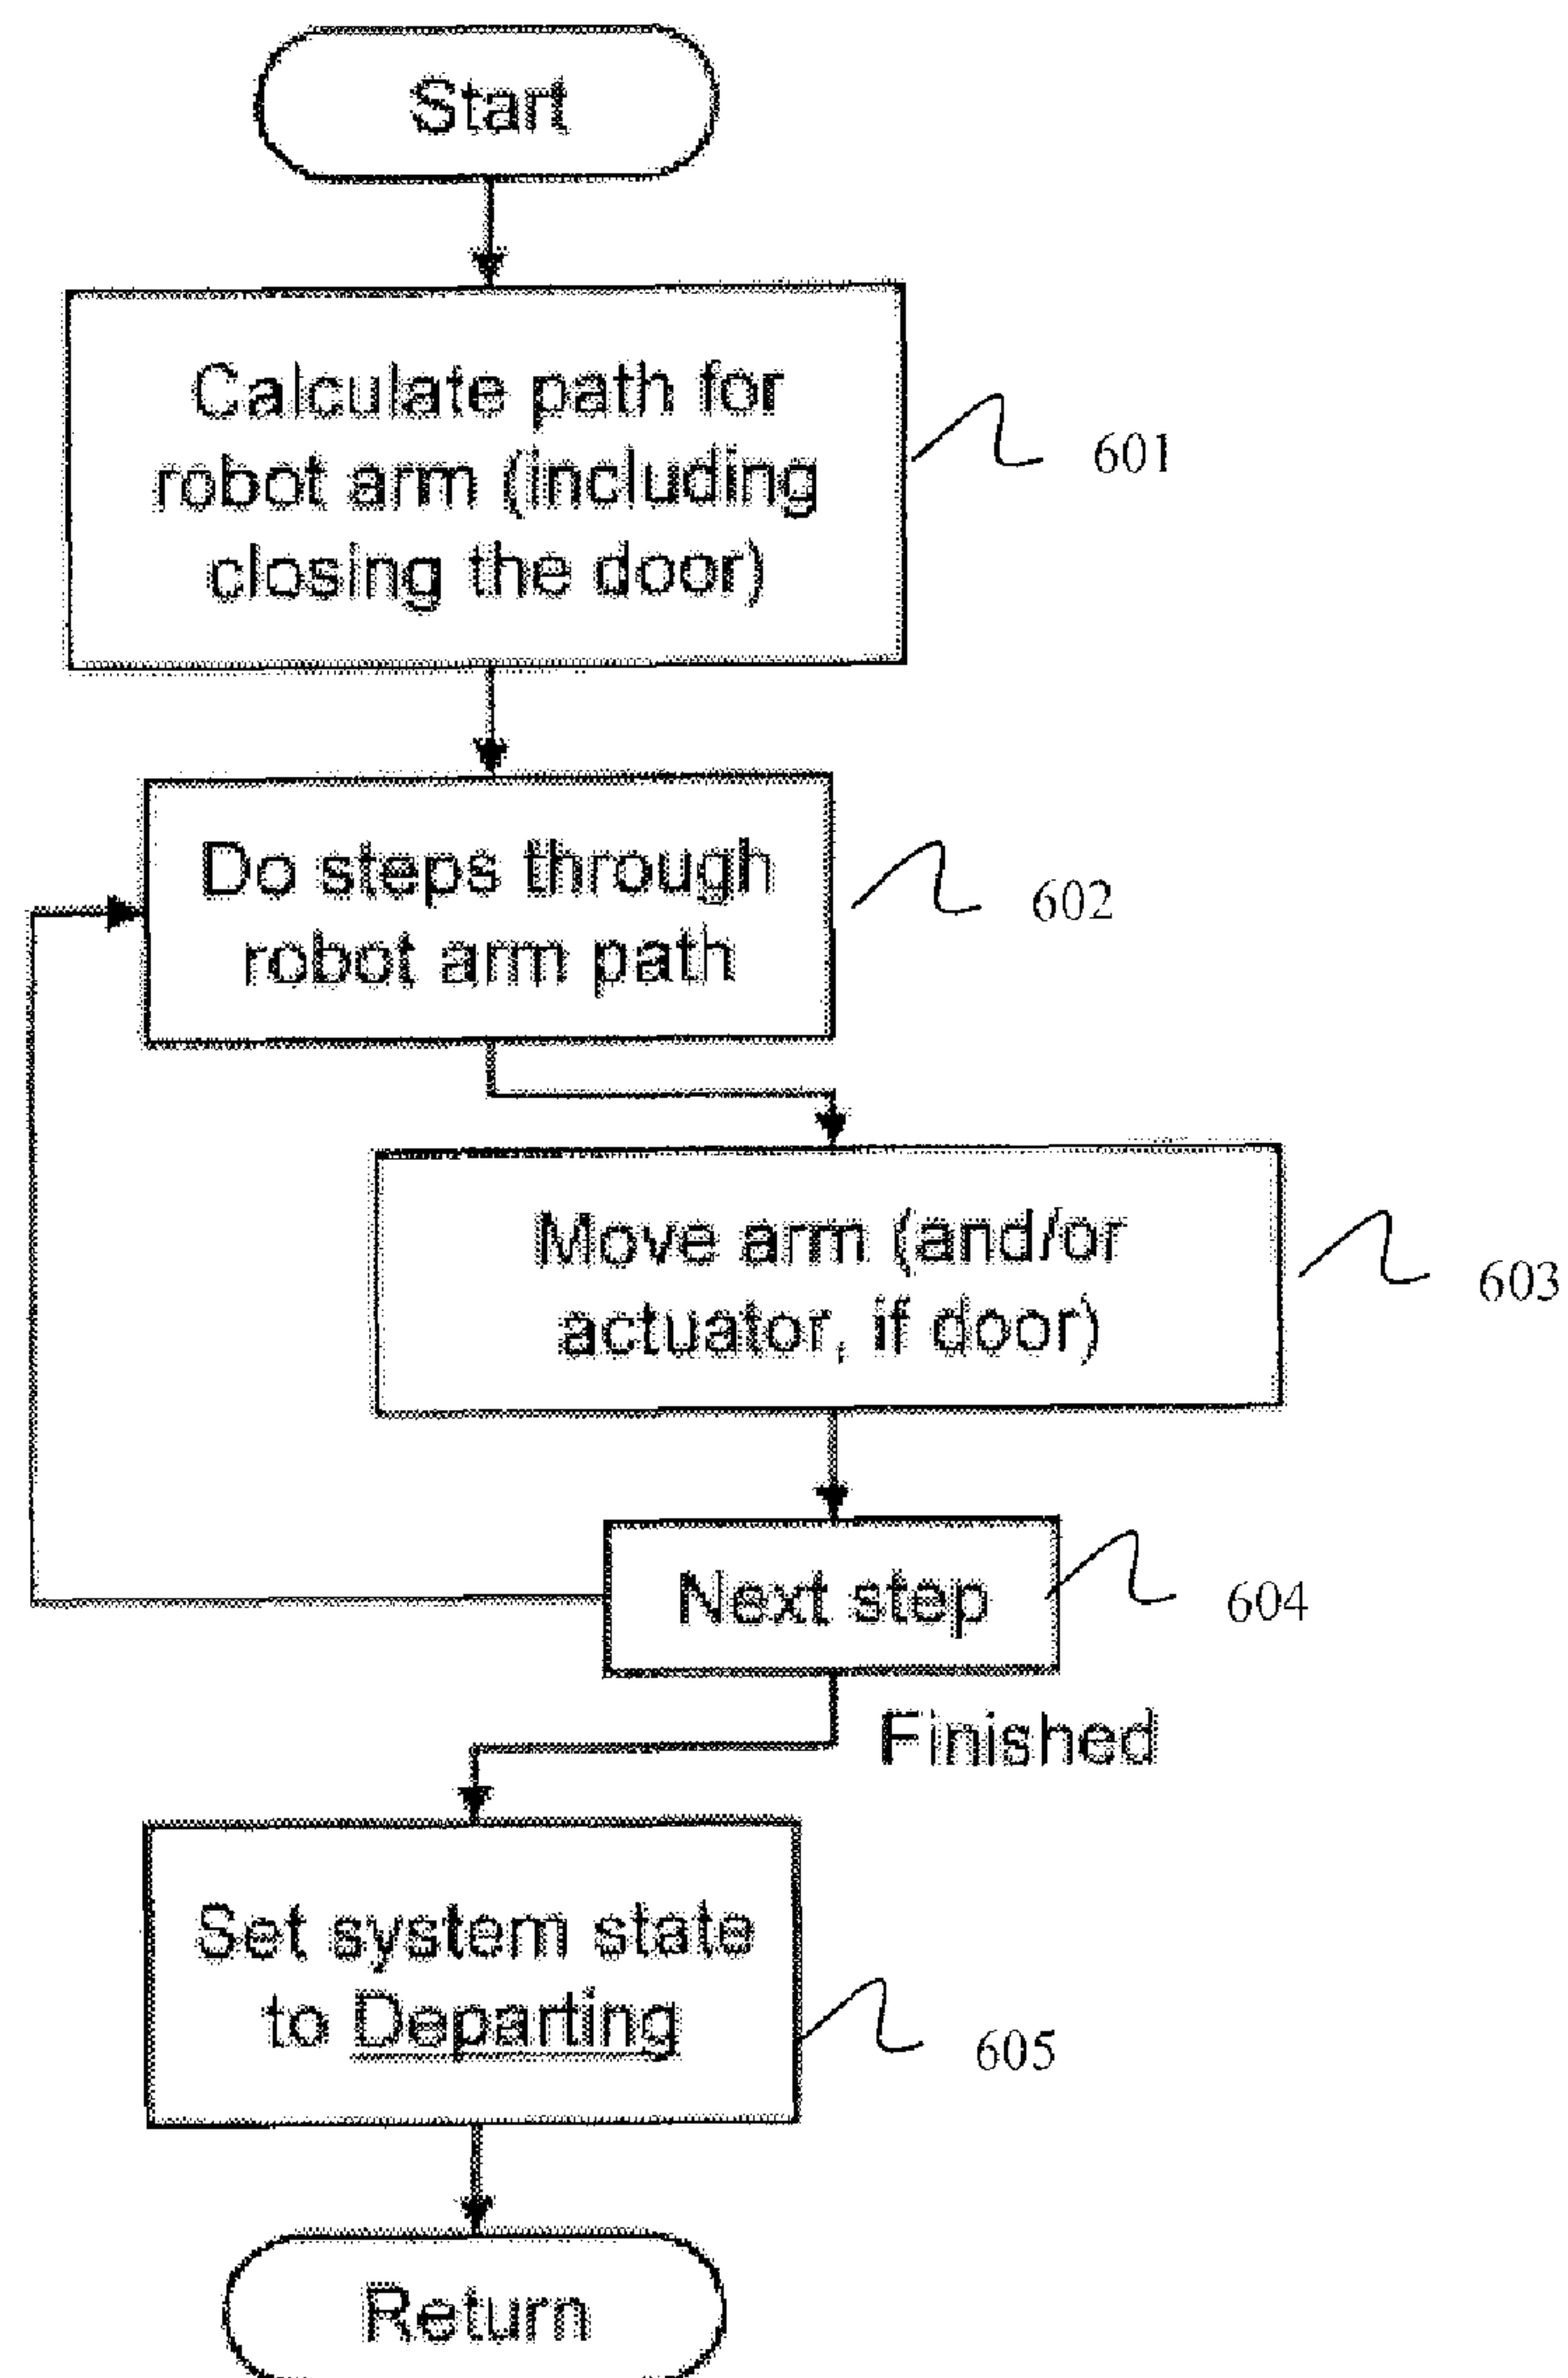 Start
Calculate path for
robot arm (including
closing the door)
601
Do steps through
robot arm path
602
Move arm (and/or
actuator, if door)
603
Next step
604
Finished
Set system state
to Departing
605
Return